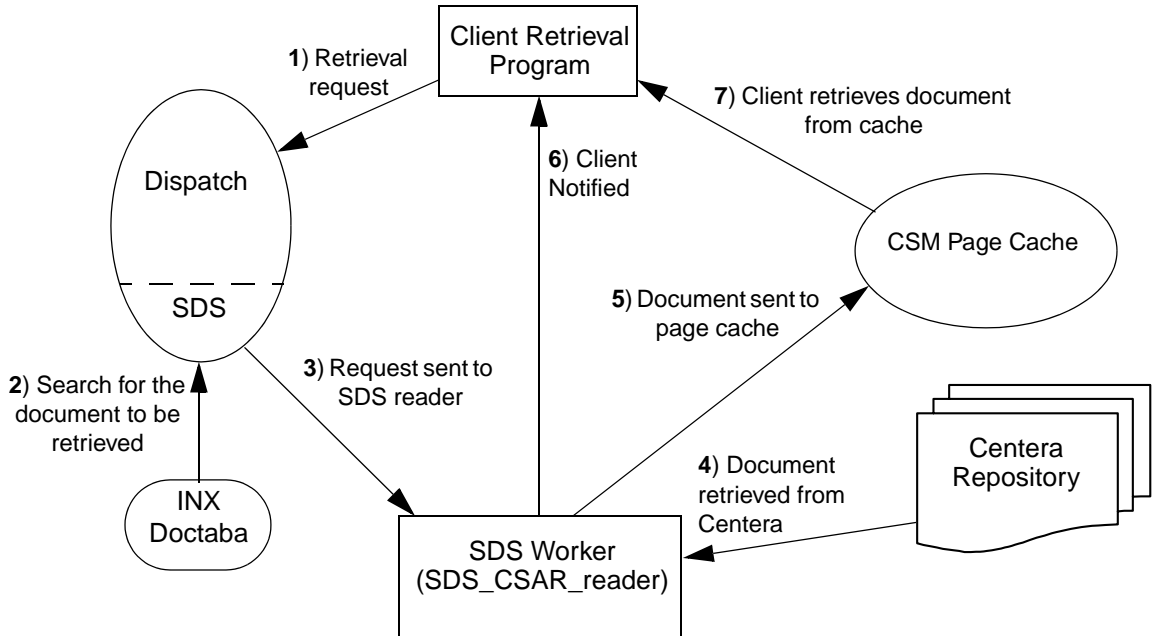 Client Retrieval
Program
1) Retrieval
request
7) Client retrieves document
from cache
6) Client
Notified
Dispatch
SDS
CSM Page Cache
5) Document sent to
page cache
2) Search for the
document to be
retrieved
3) Request sent to
SDS reader
INX
Doctaba
4) Document
retrieved from
Centera
Centera
Repository
SDS Worker
(SDS_CSAR_reader)